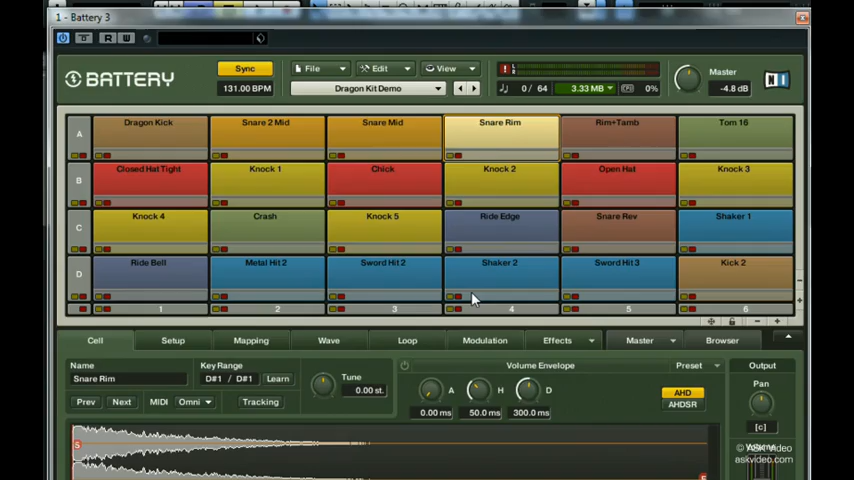 1 - Battery 3
R W
BATTERY
Sync
File
Edit
View
131.00 BPM
Dragon Kit Demo
! L R
0 / 64
3.33 MB
CPU 0%
Master
-4.8 dB
NI
A
Dragon Kick
Snare 2 Mid
Snare Mid
Snare Rim
Rim+Tamb
Tom 16
B
Closed Hat Tight
Knock 1
Chick
Knock 2
Open Hat
Knock 3
C
Knock 4
Crash
Knock 5
Ride Edge
Snare Rev
Shaker 1
D
Ride Bell
Metal Hit 2
Sword Hit 2
Shaker 2
Sword Hit 3
Kick 2
1 2 3 4 5 6
Cell
Setup
Mapping
Wave
Loop
Modulation
Effects
Master
Browser
Name
Key Range
Snare Rim
D#1 / D#1
Learn
Tune
0.00 st.
Prev
Next
MIDI
Omni
Tracking
Volume Envelope
Preset
A
H
D
0.00 ms
50.0 ms
300.0 ms
AHD
AHDSR
Output
Pan
[c]
S
E
© Ask Video
askvideo.com